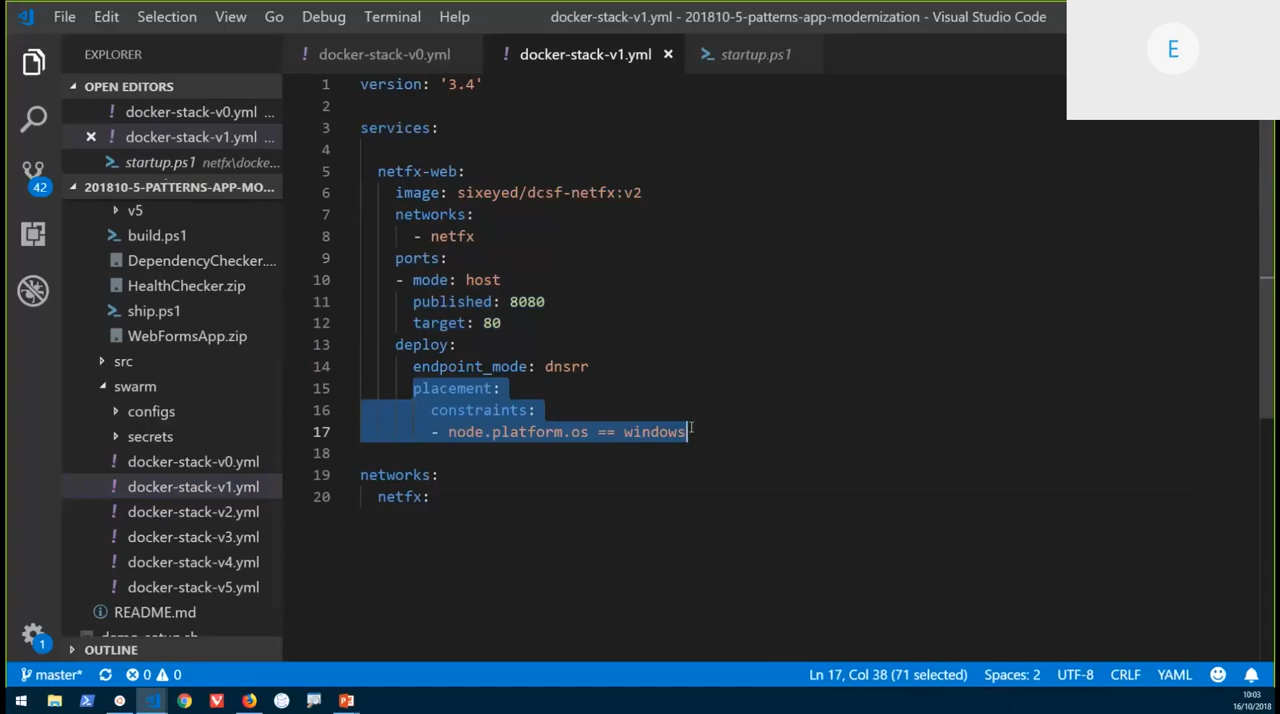 File Edit Selection View Go Debug Terminal Help docker-stack-v1.yml - 201810-5-patterns-app-modernization - Visual Studio Code
E
EXPLORER
OPEN EDITORS
docker-stack-v0.yml ...
docker-stack-v1.yml ...
startup.ps1 netfx\docke...
201810-5-PATTERNS-APP-MO...
v5
build.ps1
DependencyChecker....
HealthChecker.zip
ship.ps1
WebFormsApp.zip
src
swarm
configs
secrets
docker-stack-v0.yml
docker-stack-v1.yml
docker-stack-v2.yml
docker-stack-v3.yml
docker-stack-v4.yml
docker-stack-v5.yml
README.md
OUTLINE
42
1
docker-stack-v0.yml docker-stack-v1.yml startup.ps1
1 version: '3.4'
2
3 services:
4
5 netfx-web:
6 image: sixeyed/dcsf-netfx:v2
7 networks:
8 - netfx
9 ports:
10 - mode: host
11 published: 8080
12 target: 80
13 deploy:
14 endpoint_mode: dnsrr
15 placement:
16 constraints:
17 - node.platform.os == windows
18
19 networks:
20 netfx:
master* 0 0 Ln 17, Col 38 (71 selected) Spaces: 2 UTF-8 CRLF YAML
10:03
16/10/2018